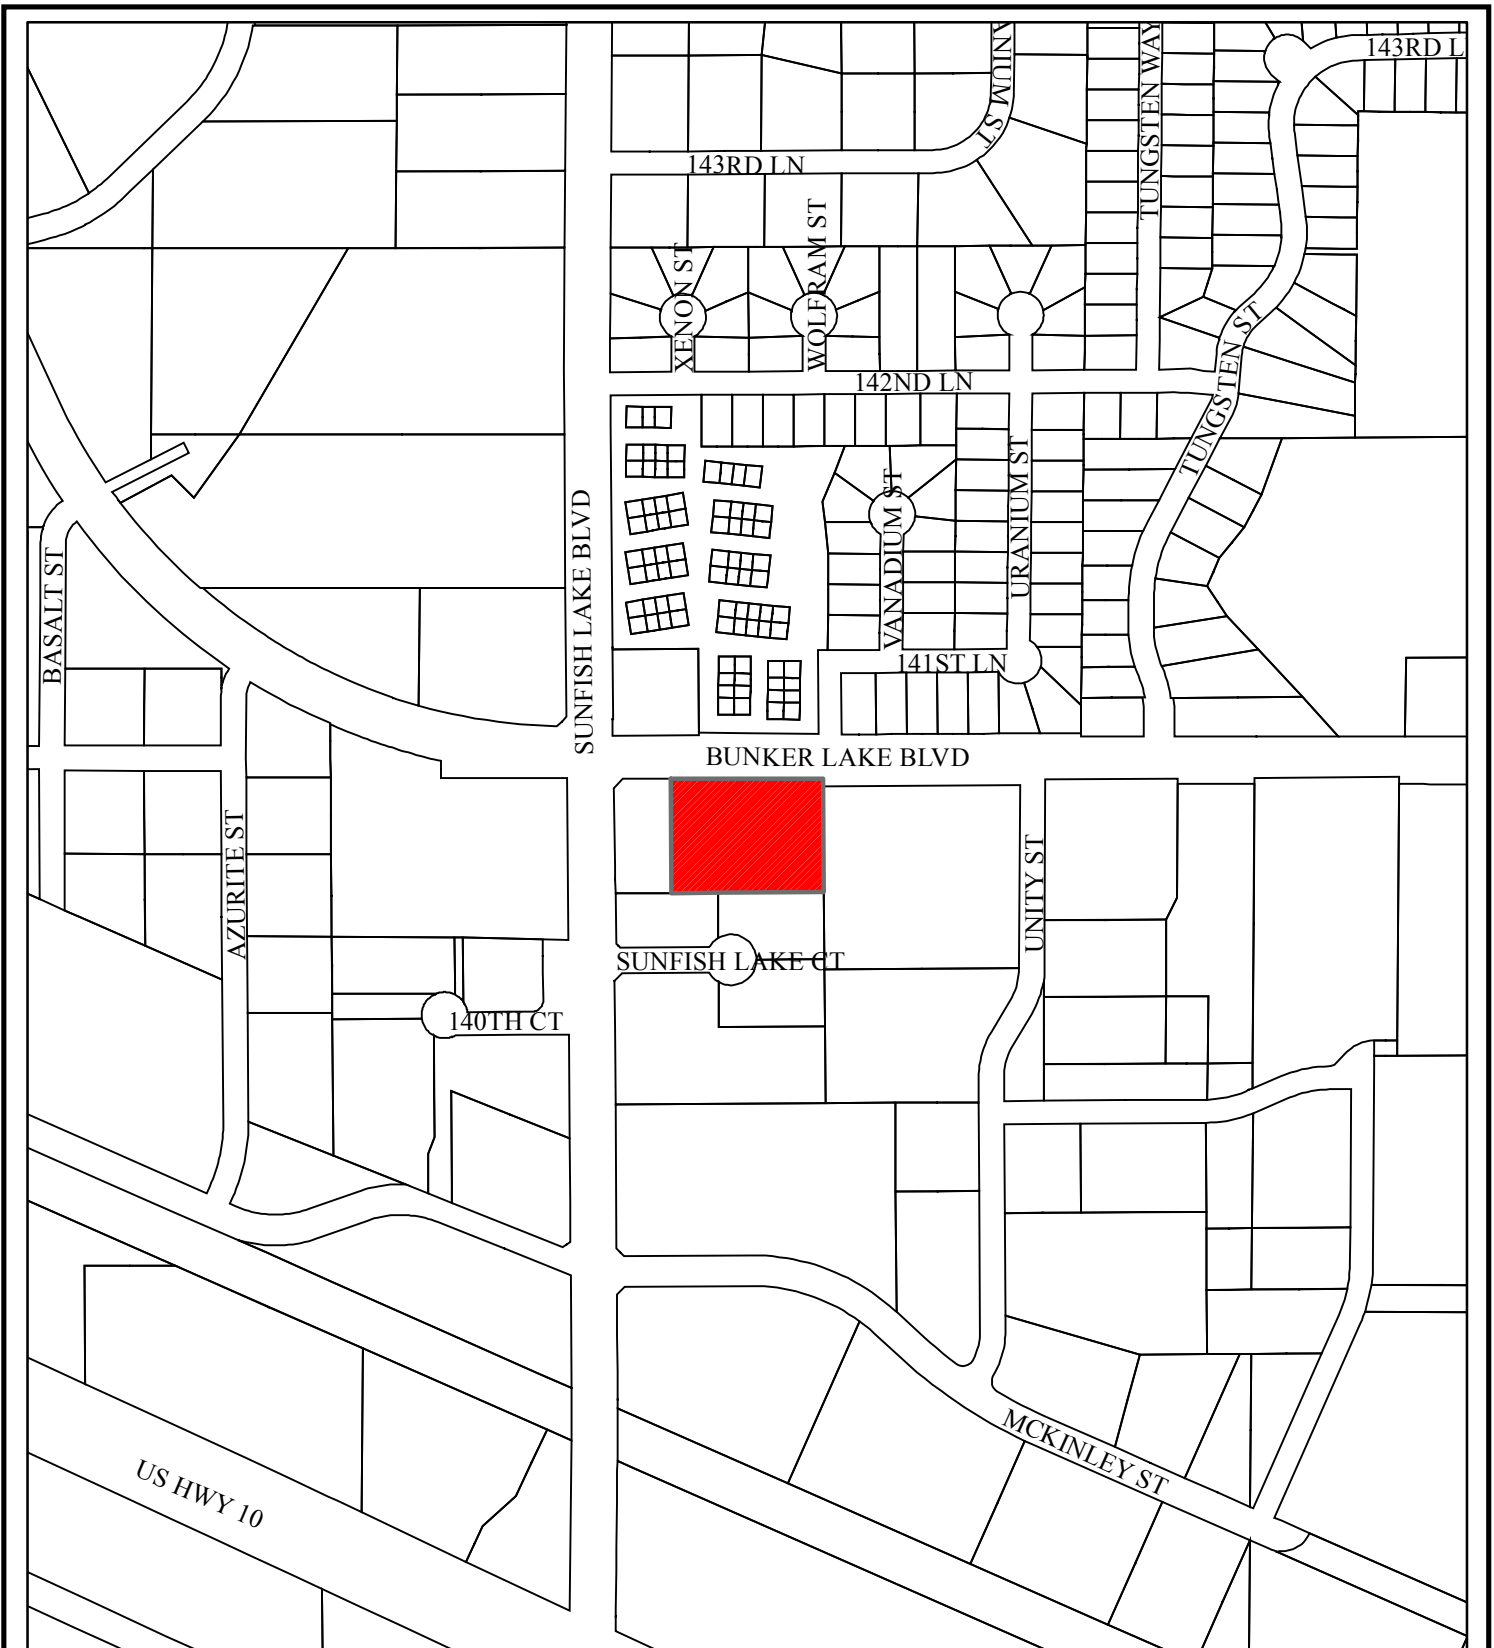 143RD L
ANIUM ST
TUNGSTEN WAY
143RD LN
XENON ST
WOLFRAM ST
TUNGSTEN ST
142ND LN
SUNFISH LAKE BLVD
VANADIUM ST
URANIUM ST
BASALT ST
141ST LN
BUNKER LAKE BLVD
AZURITE ST
UNITY ST
SUNFISH LAKE CT
140TH CT
MCKINLEY ST
US HWY 10